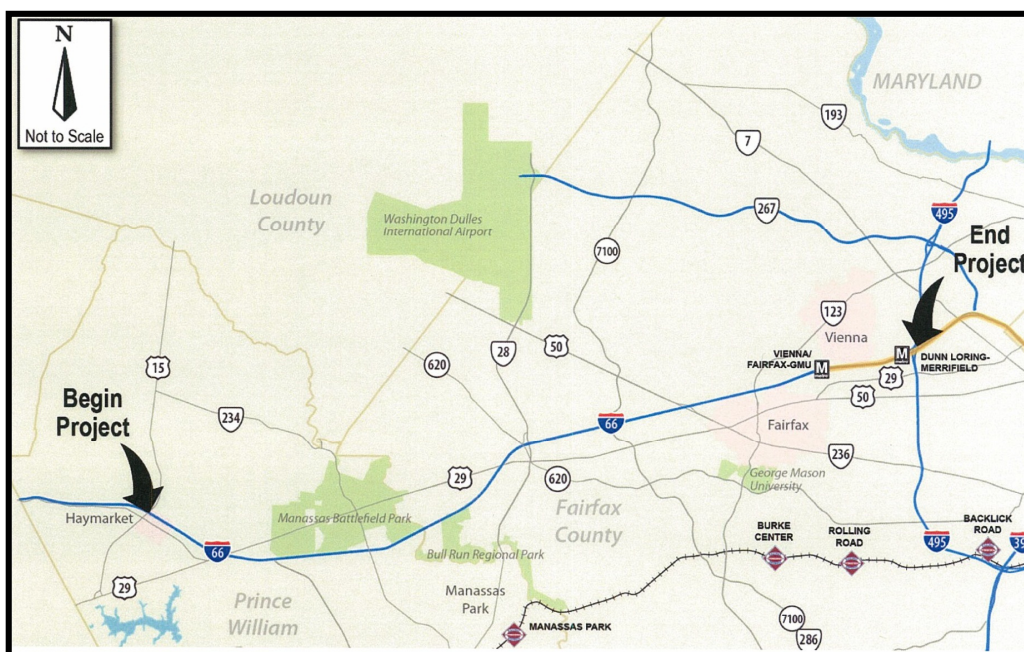 N
Not to Scale
MARYLAND
193
7
Loudoun
County
Washington Dulles
International Airport
267
495
End
Project
7100
123
Vienna
VIENNA/
FAIRFAX-GMU
M
M
DUNN LORING-
MERRIFIELD
28
50
620
29
50
15
Begin
Project
234
66
Fairfax
236
29
620
George Mason
University
Fairfax
County
Haymarket
Manassas Battlefield Park
66
Bull Run Regional Park
BURKE
CENTER
ROLLING
ROAD
BACKLICK
ROAD
495
29
Manassas
Park
Prince
William
MANASSAS PARK
7100
286